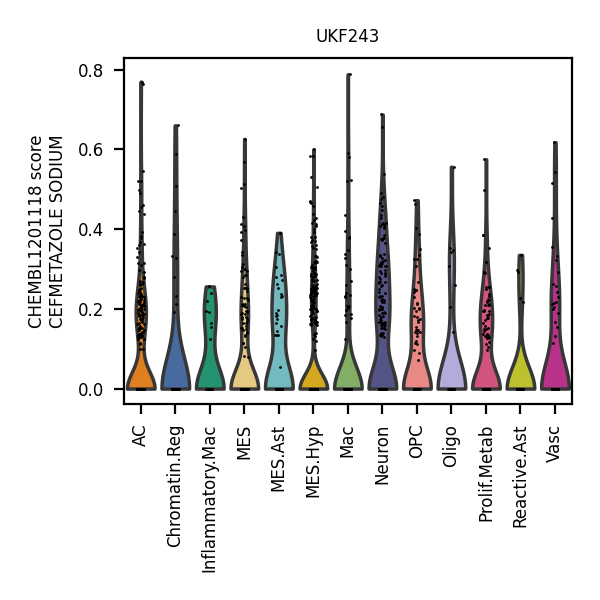 UKF243
CHEMBL1201118 score
CEFMETAZOLE SODIUM
0.8
0.6
0.4
0.2
0.0
AC
Chromatin.Reg
Inflammatory.Mac
MES
MES.Ast
MES.Hyp
Mac
Neuron
OPC
Oligo
Prolif.Metab
Reactive.Ast
Vasc